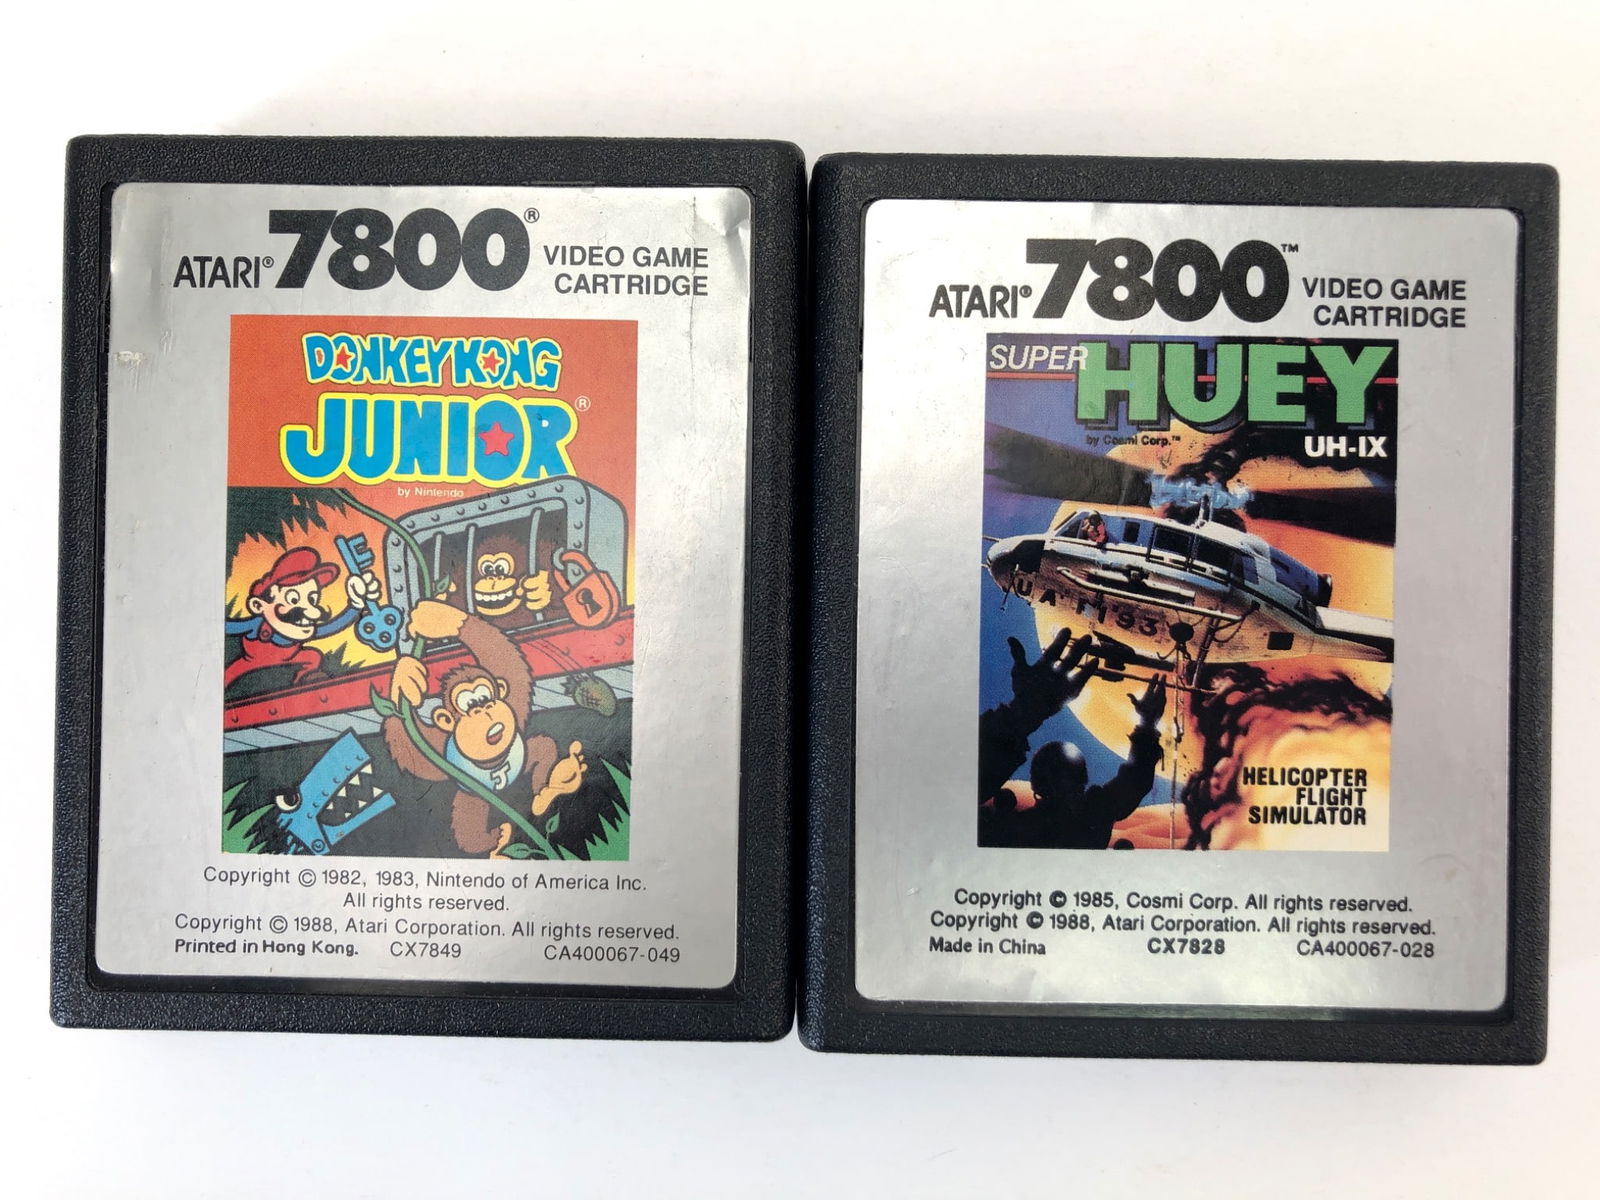 ATARI® 7800® VIDEO GAME
CARTRIDGE
DONKEY KONG
JUNIOR®
by Nintendo
J
Copyright © 1982, 1983, Nintendo of America Inc.
All rights reserved.
Copyright © 1988, Atari Corporation. All rights reserved.
Printed in Hong Kong. CX7849 CA400067-049
ATARI® 7800™ VIDEO GAME
CARTRIDGE
SUPER HUEY
UH-IX
by Cosmi Corp.™
HELICOPTER
FLIGHT
SIMULATOR
Copyright © 1985, Cosmi Corp. All rights reserved.
Copyright © 1988, Atari Corporation. All rights reserved.
Made in China CX7828 CA400067-028